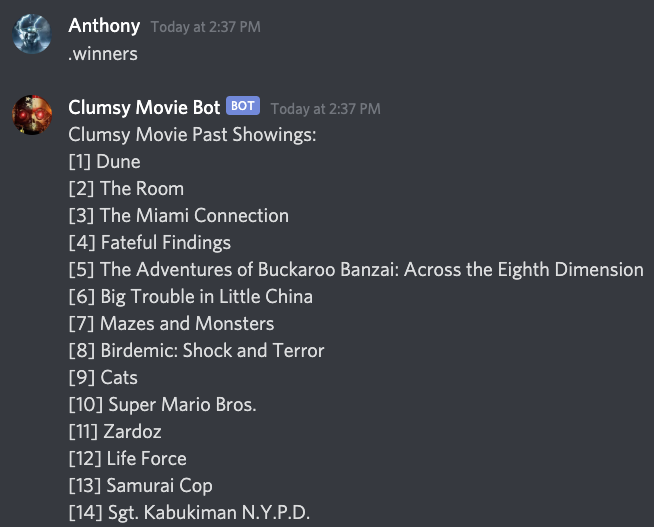 Anthony Today at 2:37 PM
.winners
Clumsy Movie Bot BOT Today at 2:37 PM
Clumsy Movie Past Showings:
[1] Dune
[2] The Room
[3] The Miami Connection
[4] Fateful Findings
[5] The Adventures of Buckaroo Banzai: Across the Eighth Dimension
[6] Big Trouble in Little China
[7] Mazes and Monsters
[8] Birdemic: Shock and Terror
[9] Cats
[10] Super Mario Bros.
[11] Zardoz
[12] Life Force
[13] Samurai Cop
[14] Sgt. Kabukiman N.Y.P.D.